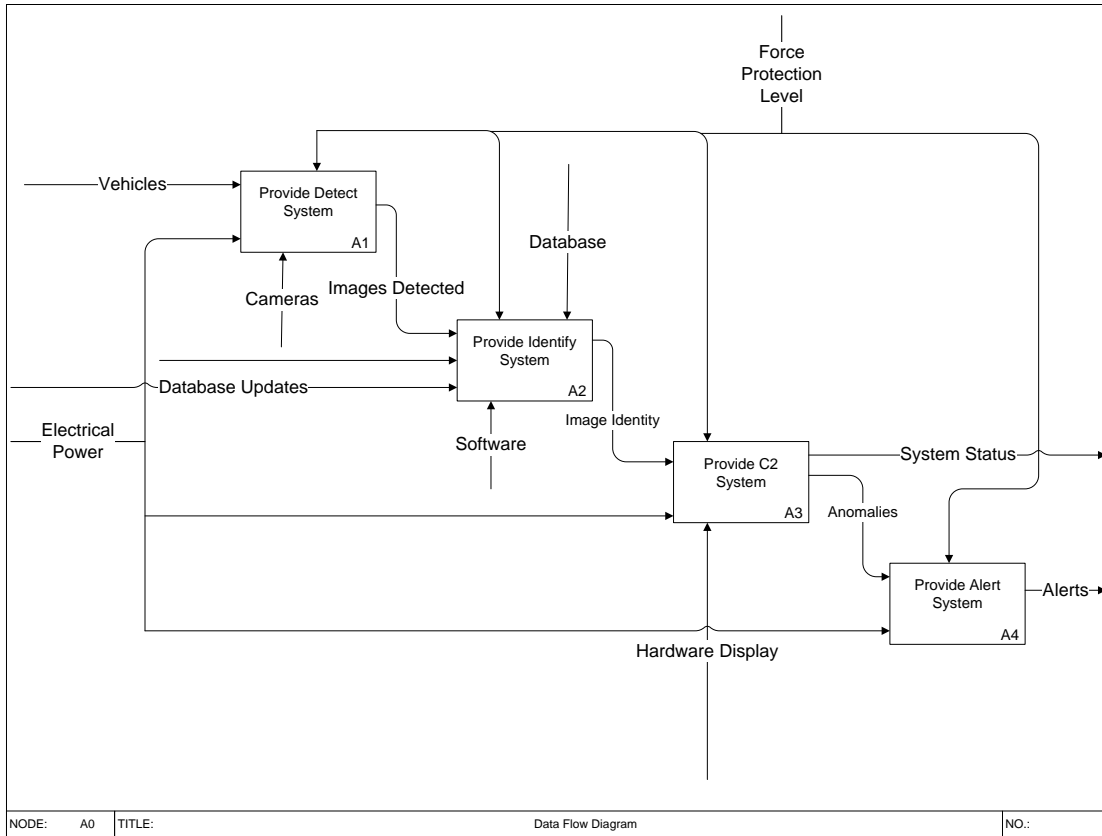 Force
Protection
Level
Vehicles
Provide Detect
System
A1
Database
Images Detected
Cameras
Provide Identify
System
A2
Database Updates
Image Identity
Electrical
Power
Software
System Status
Provide C2
System
A3
Anomalies
Provide Alert
System
A4
Alerts
Hardware Display
NODE: A0 TITLE: Data Flow Diagram NO.: